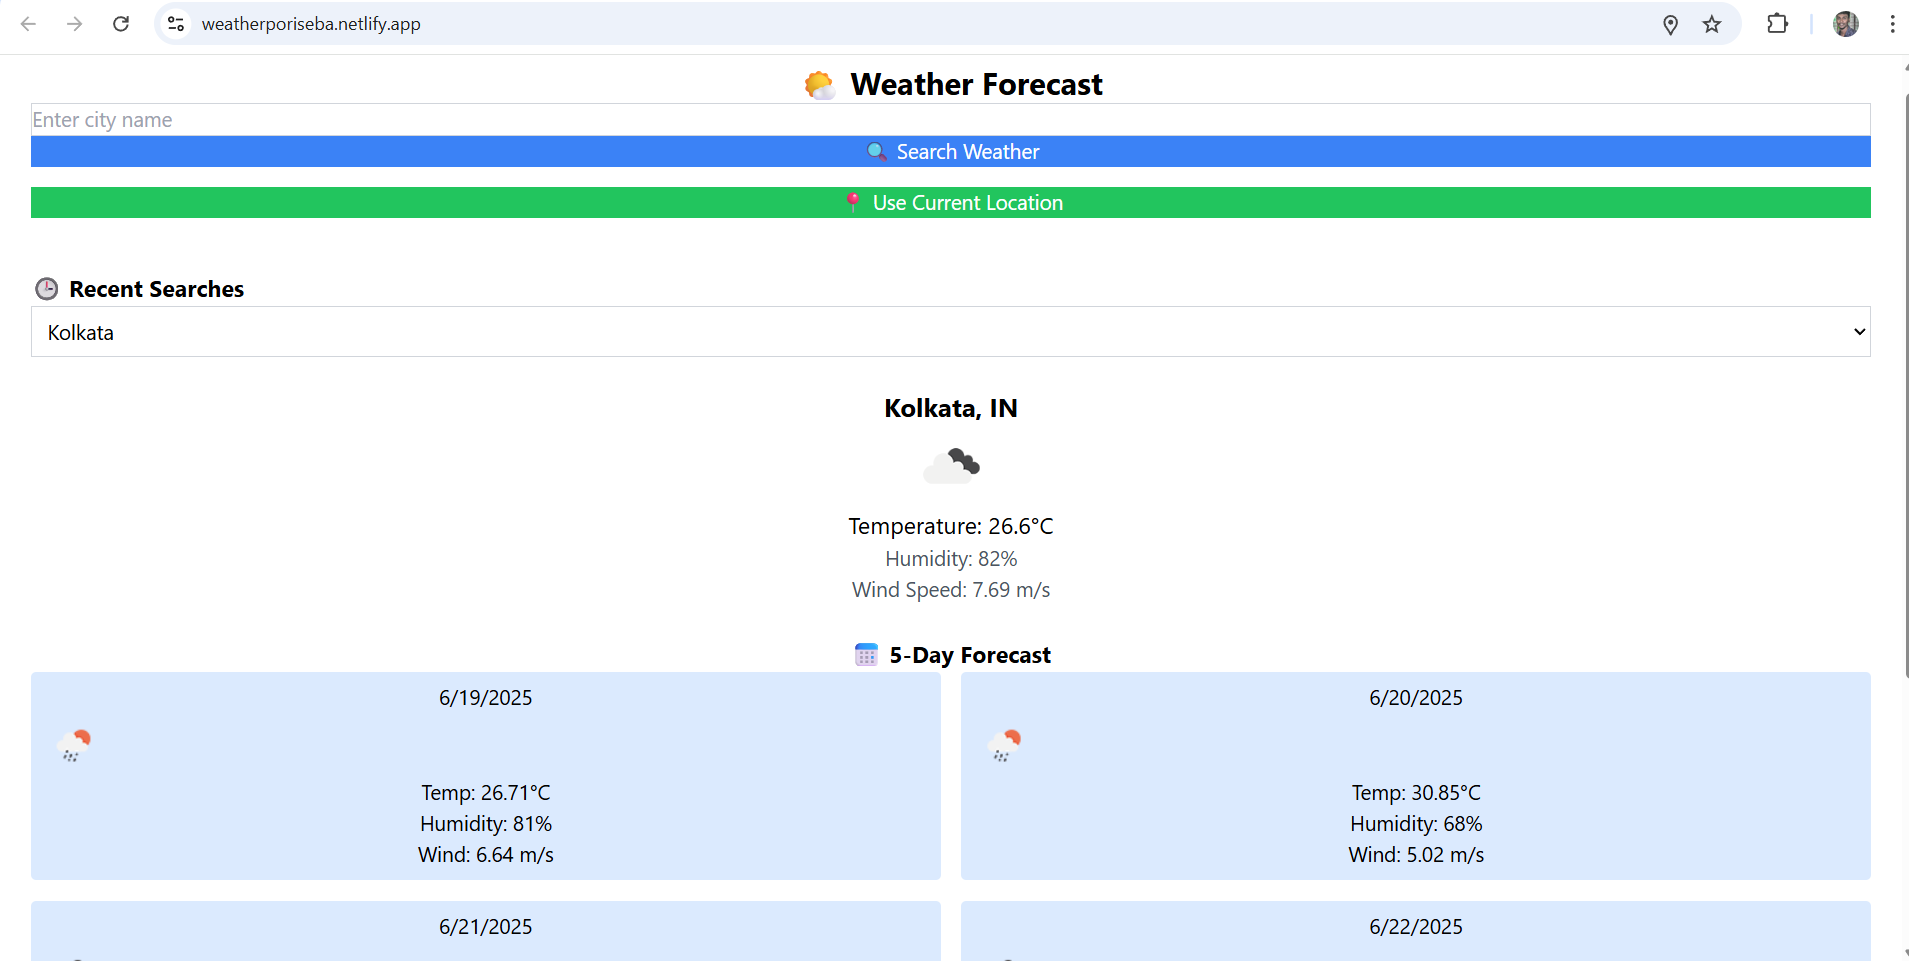 weatherporiseba.netlify.app
Weather Forecast
Enter city name
Search Weather
Use Current Location
Recent Searches
Kolkata
Kolkata, IN
Temperature: 26.6°C
Humidity: 82%
Wind Speed: 7.69 m/s
5-Day Forecast
6/19/2025
Temp: 26.71°C
Humidity: 81%
Wind: 6.64 m/s
6/20/2025
Temp: 30.85°C
Humidity: 68%
Wind: 5.02 m/s
6/21/2025
6/22/2025